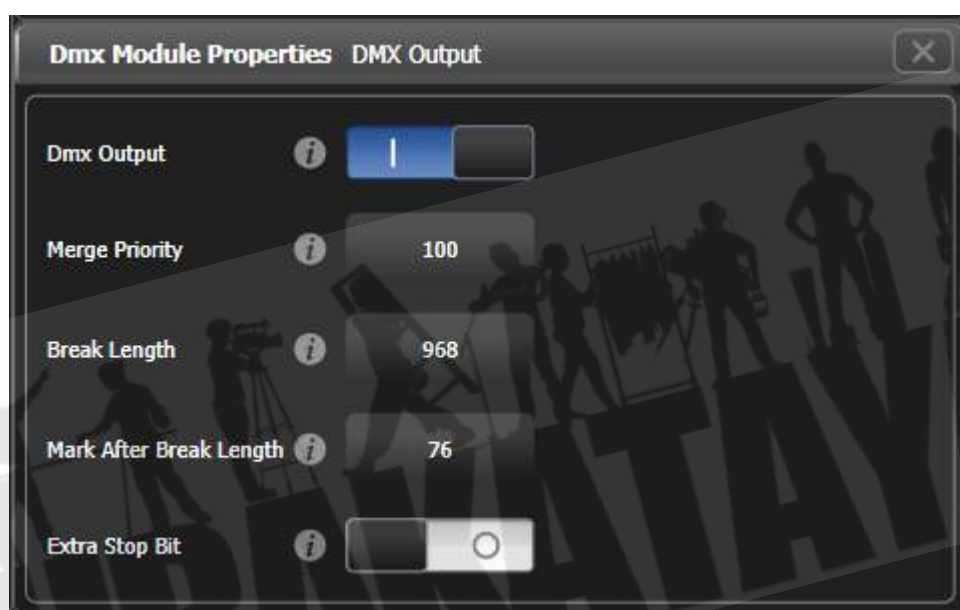 Dmx Module Properties DMX Output
Dmx Output
Merge Priority 100
Break Length 968
Mark After Break Length 76
Extra Stop Bit